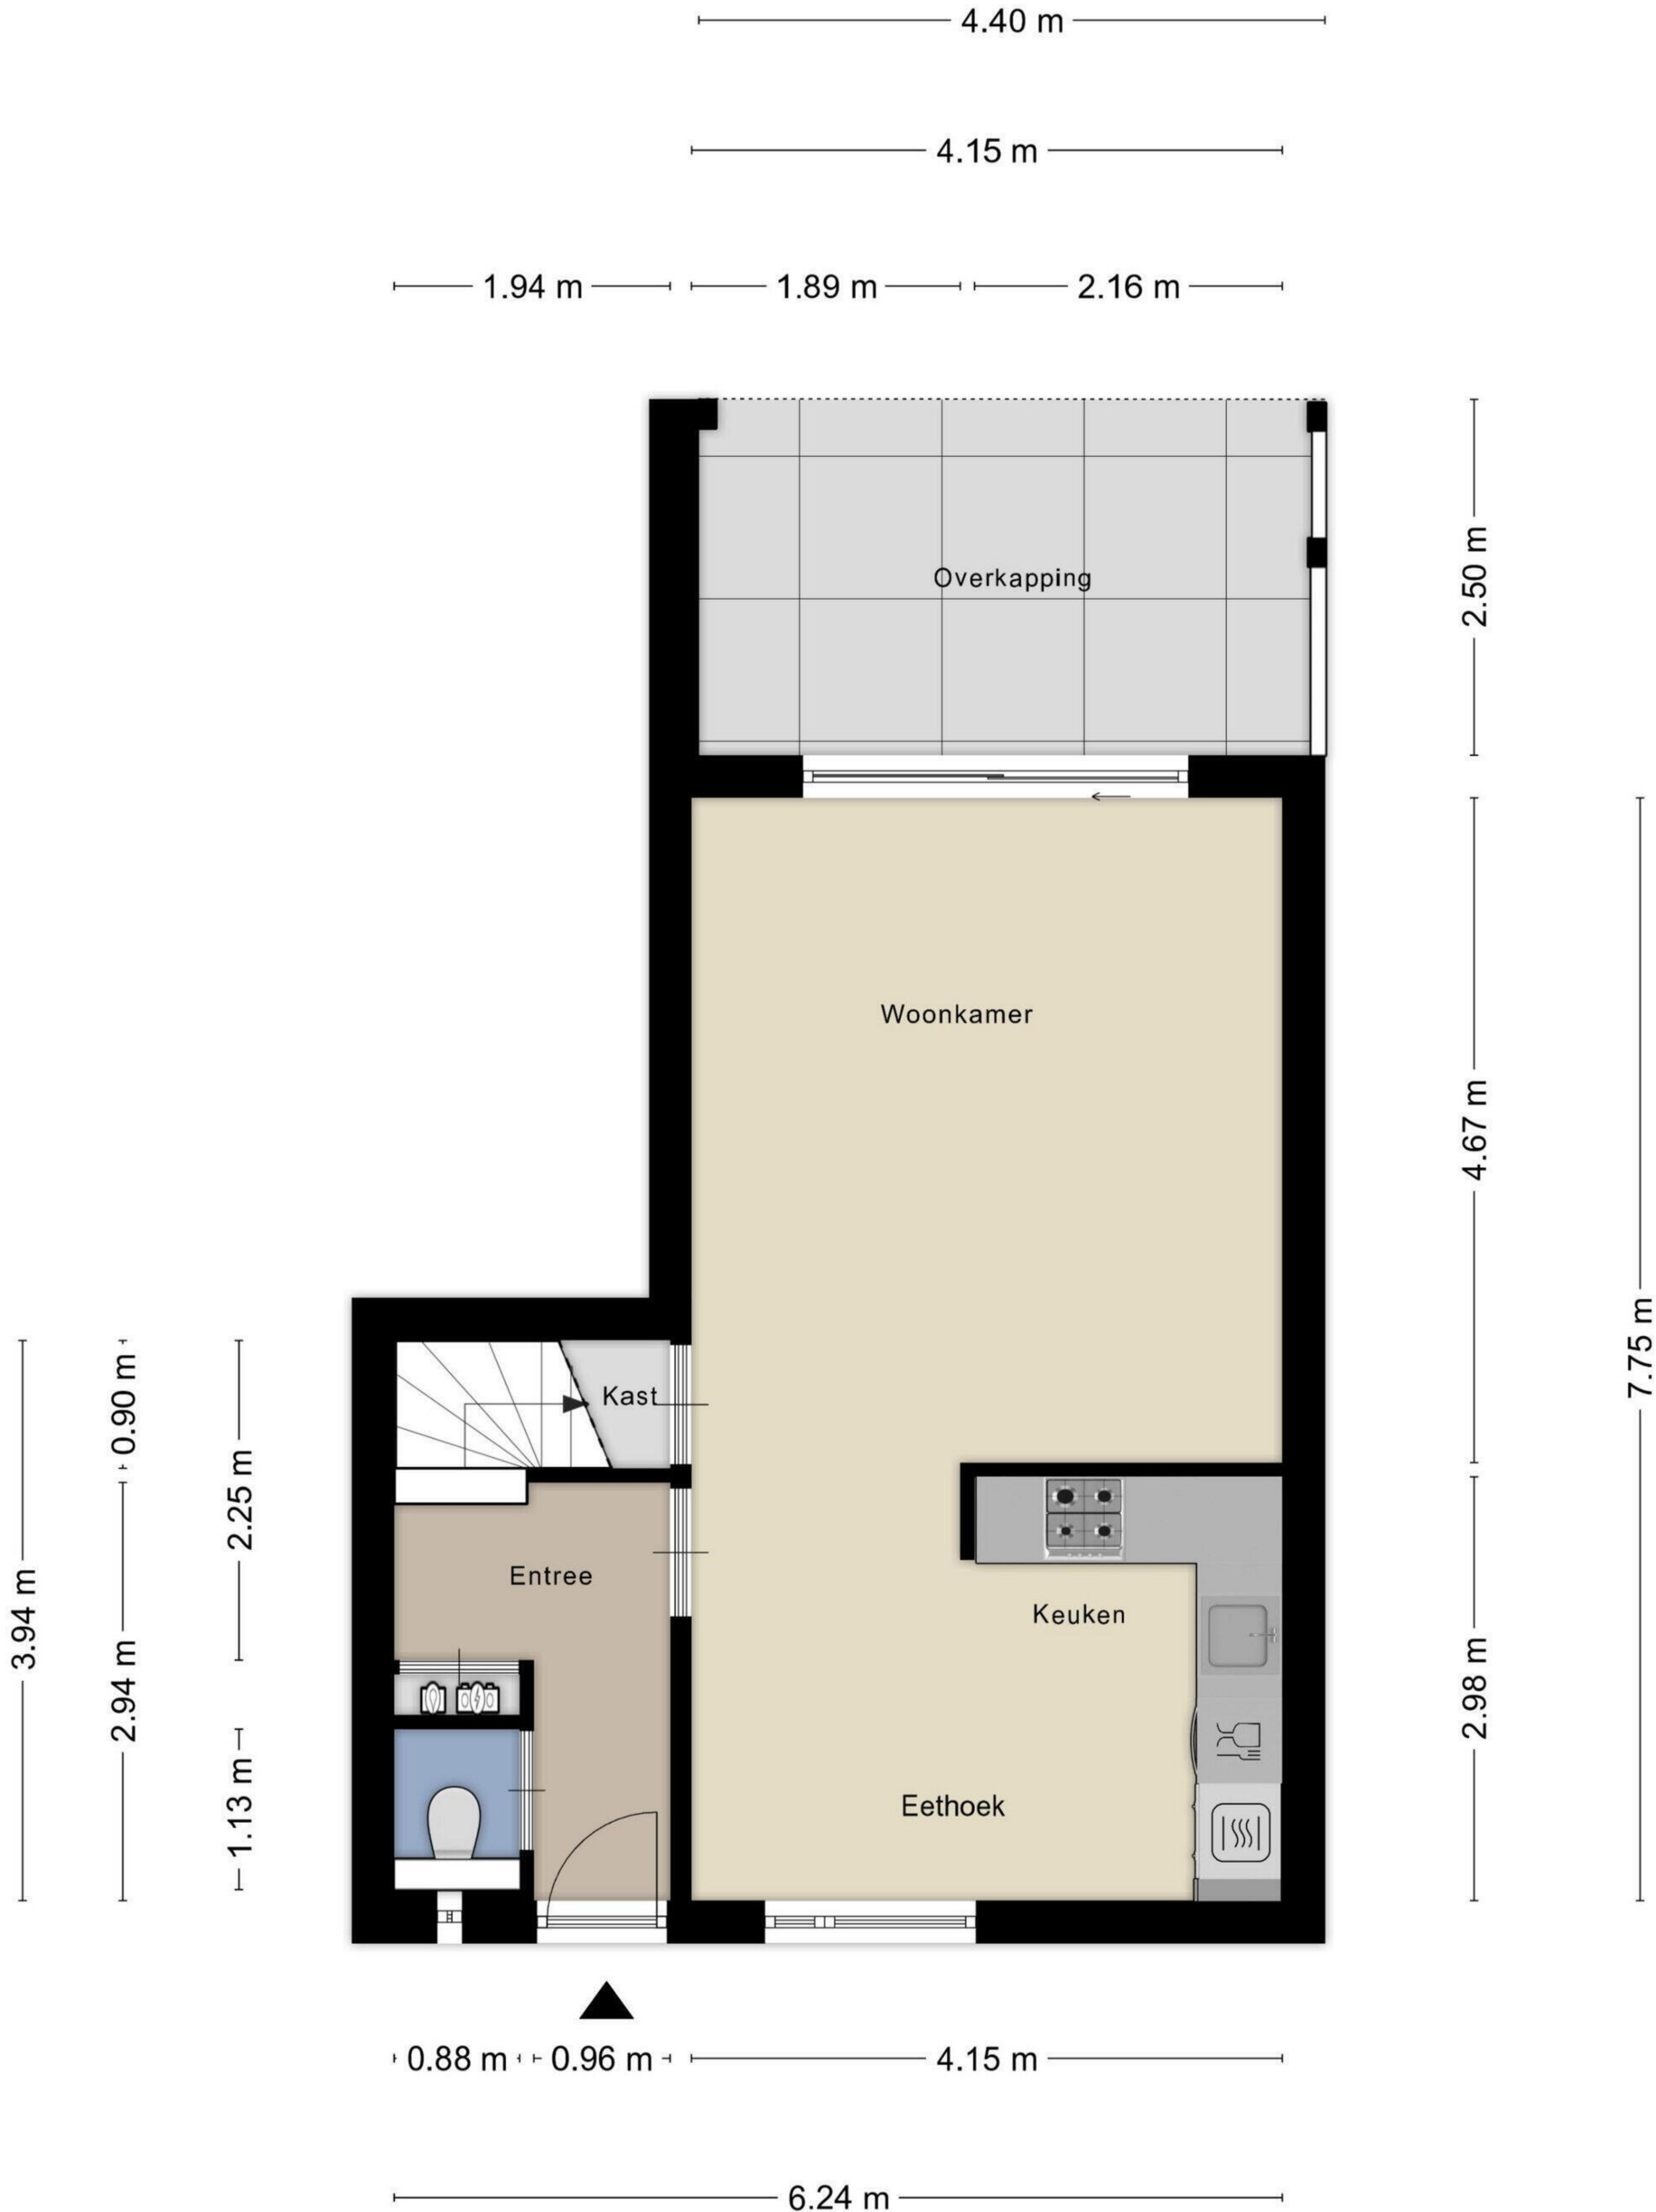 4.40 m
4.15 m
1.94 m
1.89 m
2.16 m
Overkapping
2.50 m
Woonkamer
4.67 m
7.75 m
0.90 m
Kast
2.25 m
3.94 m
Entree
Keuken
2.94 m
2.98 m
1.13 m
Eethoek
0.88 m
0.96 m
4.15 m
6.24 m